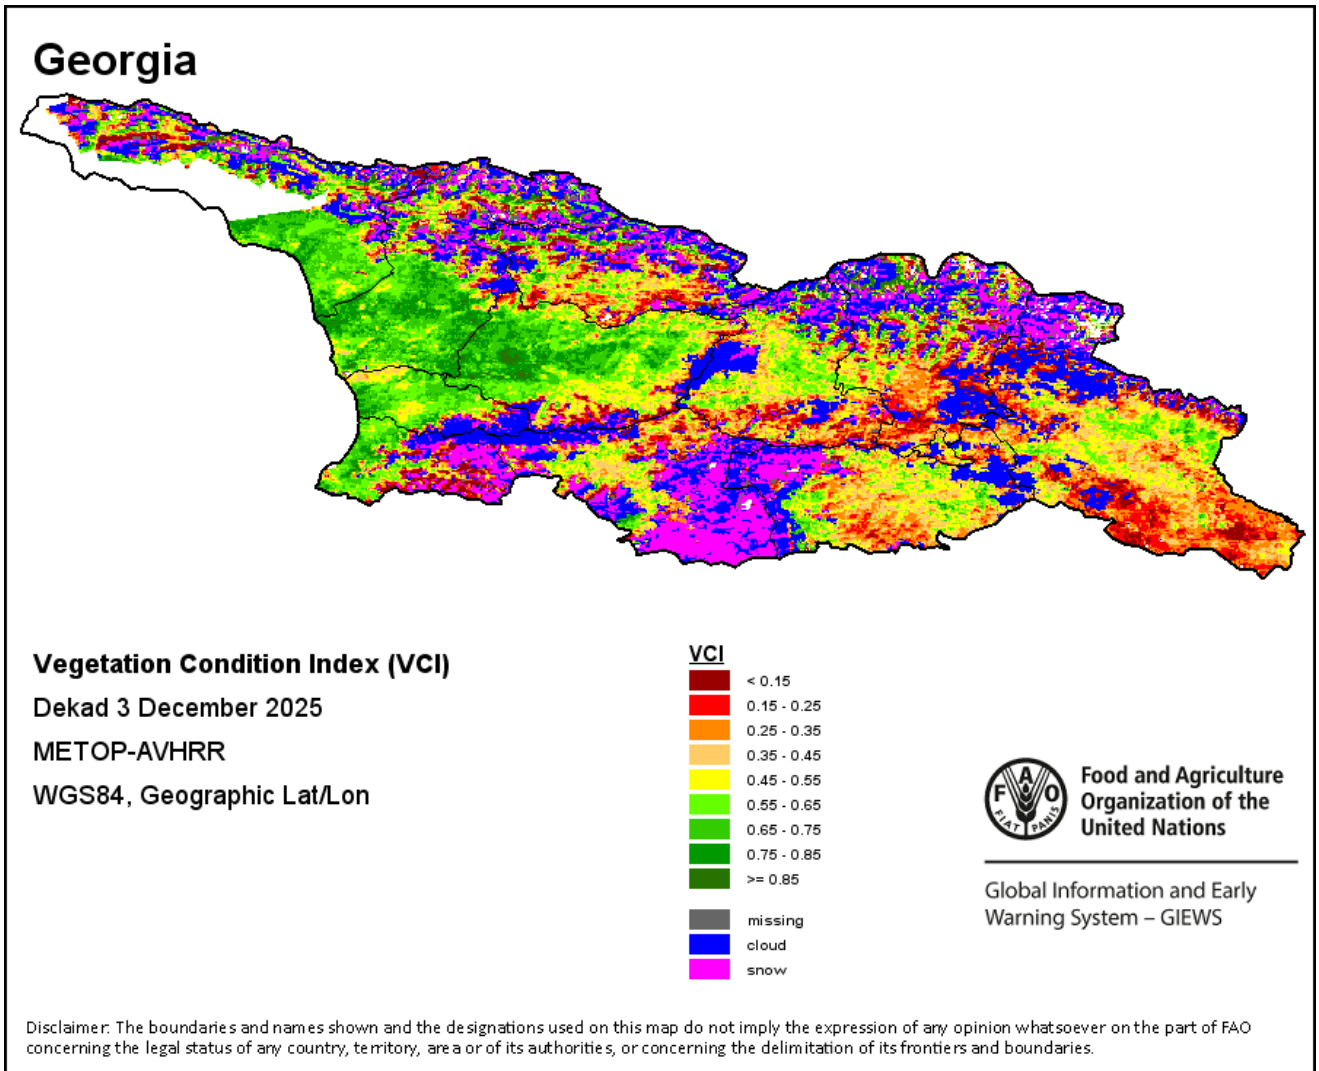 Georgia
Vegetation Condition Index (VCI)
Dekad 3 December 2025
METOP-AVHRR
WGS84, Geographic Lat/Lon
VCI
< 0.15
0.15 - 0.25
0.25 - 0.35
0.35 - 0.45
0.45 - 0.55
0.55 - 0.65
0.65 - 0.75
0.75 - 0.85
>= 0.85
missing
cloud
snow
F A O
FIAT PANIS
Food and Agriculture
Organization of the
United Nations
Global Information and Early
Warning System – GIEWS
Disclaimer: The boundaries and names shown and the designations used on this map do not imply the expression of any opinion whatsoever on the part of FAO
concerning the legal status of any country, territory, area or of its authorities, or concerning the delimitation of its frontiers and boundaries.